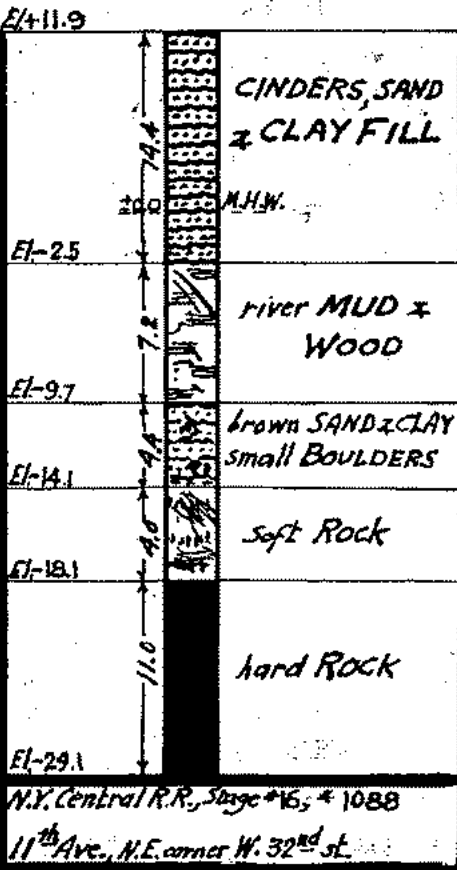 El+11.9
CINDERS, SAND
& CLAY FILL
14.4
±0.0
M.H.W.
El-2.5
river MUD &
WOOD
7.2
El-9.7
brown SAND & CLAY
small BOULDERS
4.4
El-14.1
soft Rock
El-18.1
hard Rock
11.0
El-29.1
N.Y. Central R.R., Stage #16, # 1088
11th Ave., N.E. corner W. 32nd st.